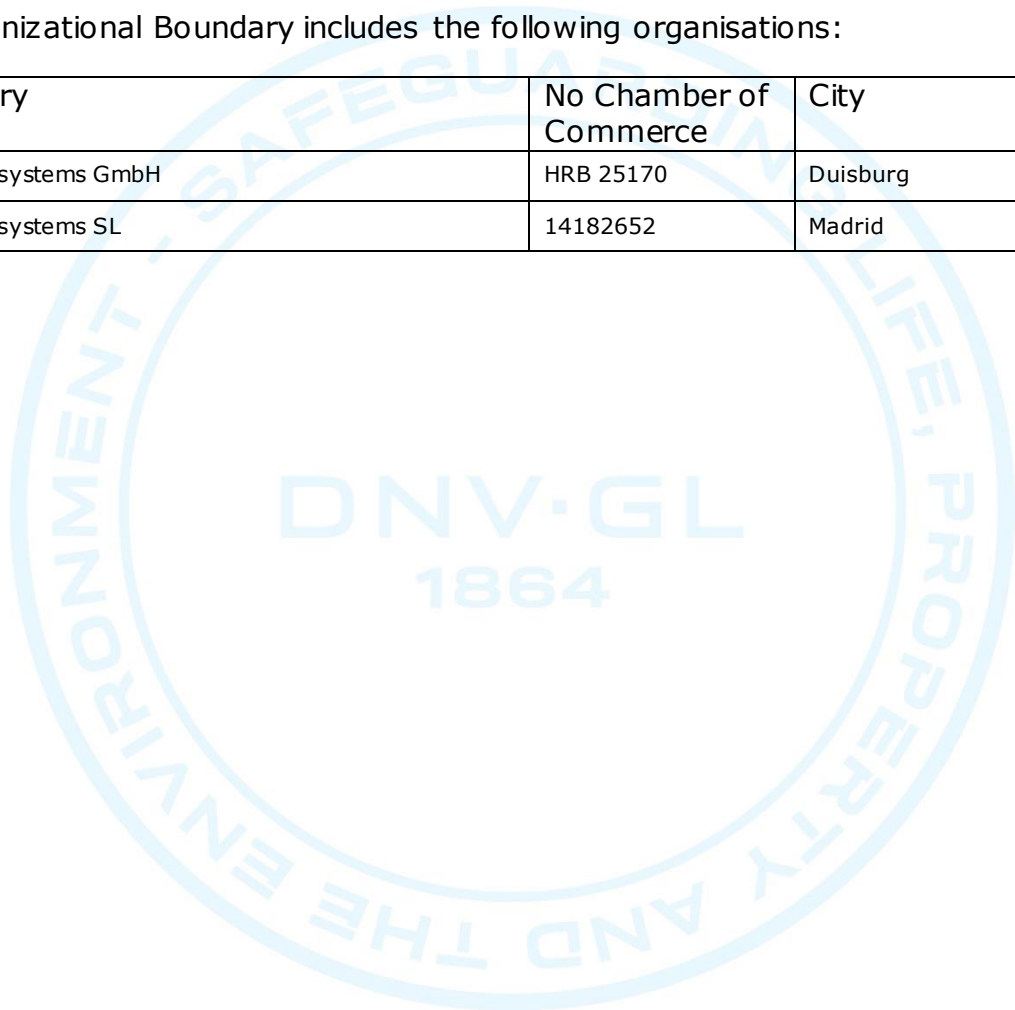 nizational Boundary includes the following organisations:
ry No Chamber of Commerce City
systems GmbH HRB 25170 Duisburg
systems SL 14182652 Madrid
SAFEGUARDING LIFE, PROPERTY AND THE ENVIRONMENT -
DNV·GL
1864